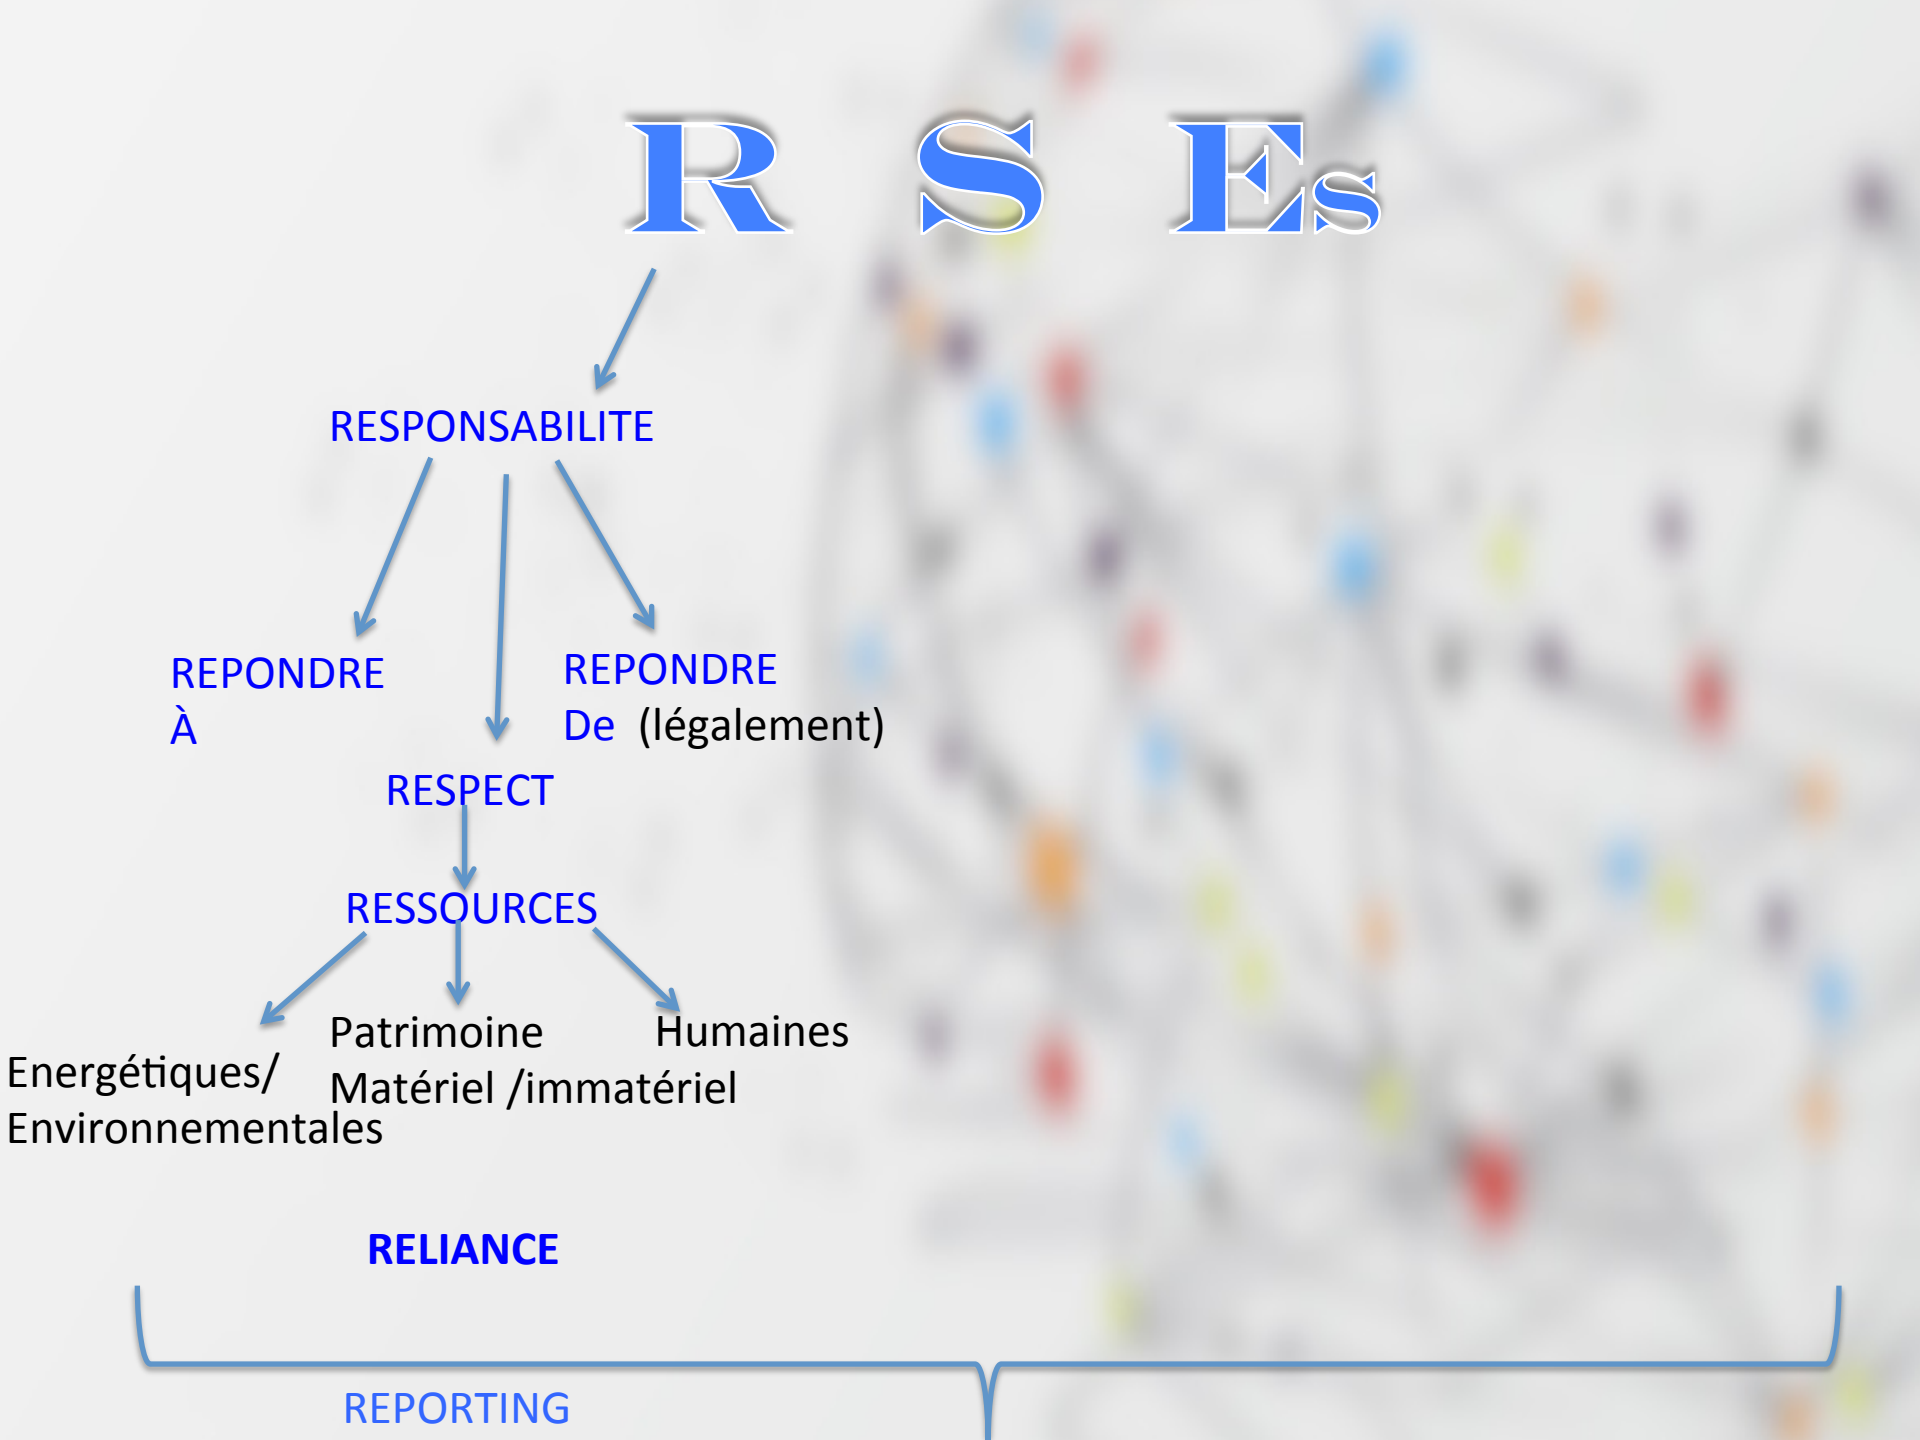 R S Es
RESPONSABILITE
REPONDRE
À
REPONDRE
De (légalement)
RESPECT
RESSOURCES
Energétiques/
Environnementales
Patrimoine
Matériel /immatériel
Humaines
RELIANCE
REPORTING